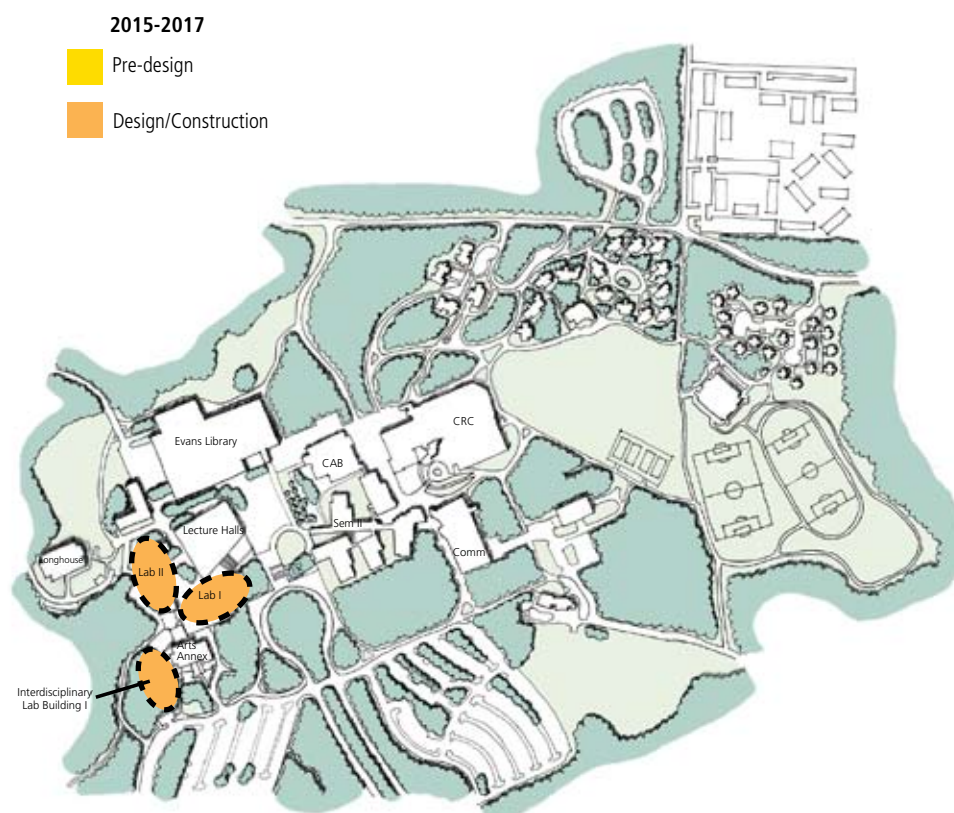 2015-2017
Pre-design
Design/Construction
CRC
Evans Library
CAB
Lecture Halls
Sem II
Comm
Longhouse
Lab II
Lab I
Arts
Annex
Interdisciplinary
Lab Building I